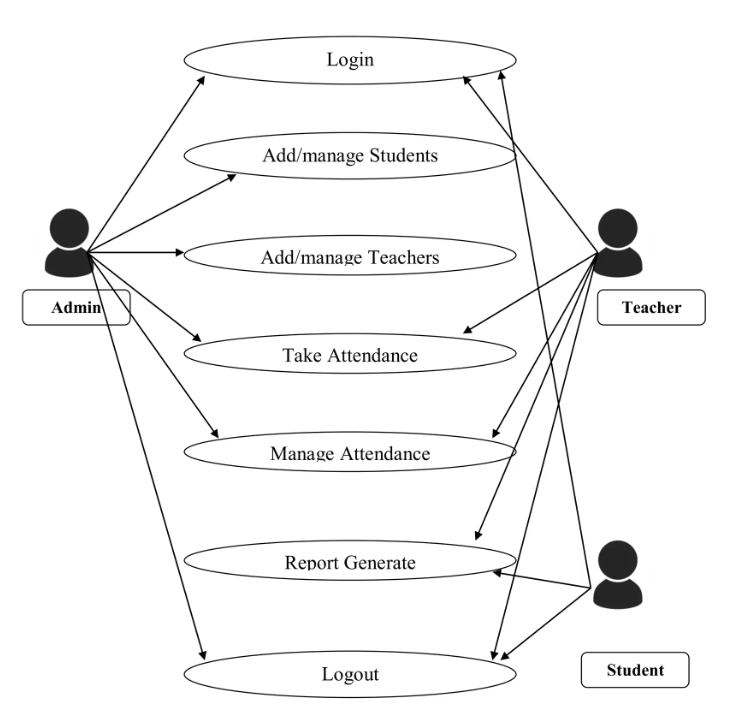 Login
Add/manage Students
Add/manage Teachers
Admin
Teacher
Take Attendance
Manage Attendance
Report Generate
Student
Logout